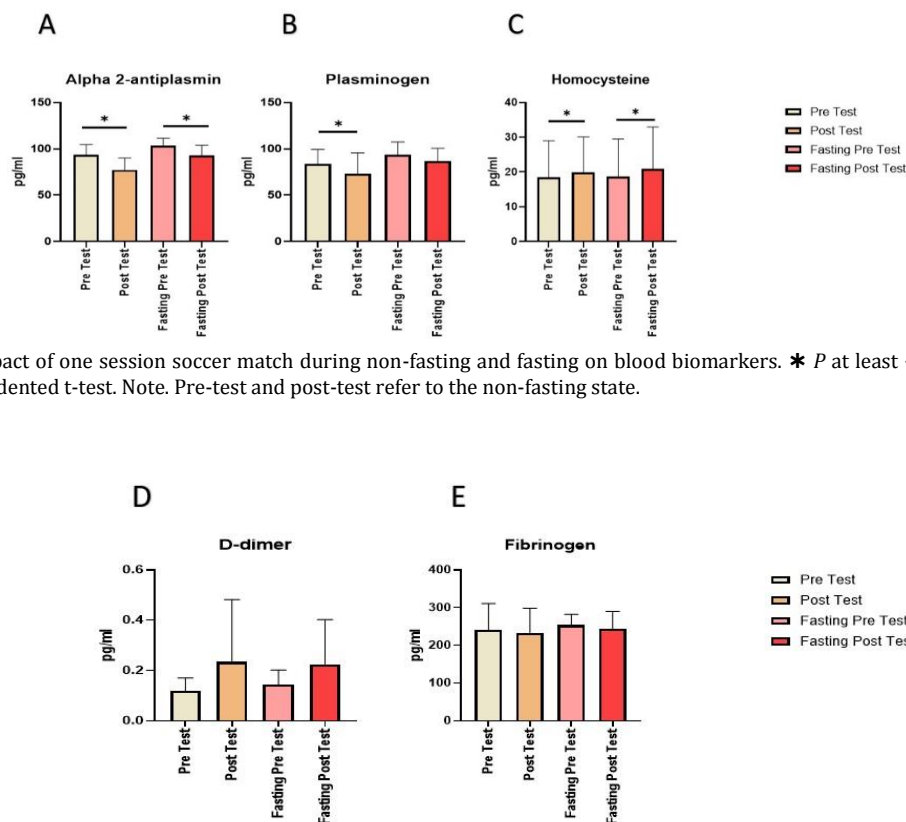 A
B
C
Alpha 2-antiplasmin
Plasminogen
Homocysteine
150
100
50
0
pg/ml
*
*
Pre Test
Post Test
Fasting Pre Test
Fasting Post Test
150
100
50
0
pg/ml
*
Pre Test
Post Test
Fasting Pre Test
Fasting Post Test
40
30
20
10
0
pg/ml
*
*
Pre Test
Post Test
Fasting Pre Test
Fasting Post Test
Pre Test
Post Test
Fasting Pre Test
Fasting Post Test
pact of one session soccer match during non-fasting and fasting on blood biomarkers. * P at least
dented t-test. Note. Pre-test and post-test refer to the non-fasting state.
D
E
D-dimer
Fibrinogen
0.6
0.4
0.2
0.0
pg/ml
Pre Test
Post Test
Fasting Pre Test
Fasting Post Test
400
300
200
100
0
pg/ml
Pre Test
Post Test
Fasting Pre Test
Fasting Post Test
Pre Test
Post Test
Fasting Pre Test
Fasting Post Tes